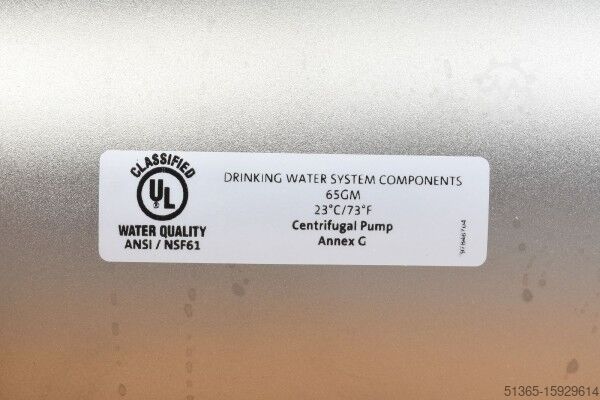 CLASSIFIED
UL
WATER QUALITY
ANSI / NSF61
DRINKING WATER SYSTEM COMPONENTS
65GM
23°C/73°F
Centrifugal Pump
Annex G
51365-15929614